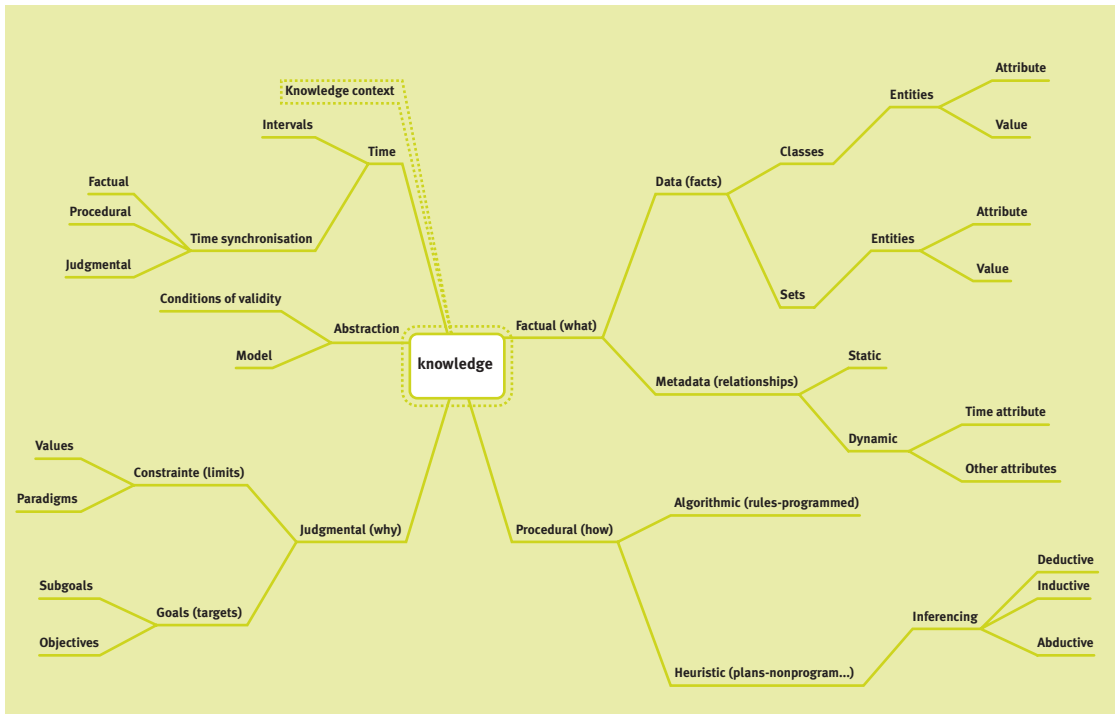 Knowledge context
Intervals
Time
Factual
Procedural
Judgmental
Time synchronisation
Conditions of validity
Abstraction
Model
knowledge
Values
Constrainte (limits)
Paradigms
Judgmental (why)
Subgoals
Goals (targets)
Objectives
Factual (what)
Data (facts)
Classes
Entities
Attribute
Value
Sets
Entities
Attribute
Value
Metadata (relationships)
Static
Dynamic
Time attribute
Other attributes
Procedural (how)
Algorithmic (rules-programmed)
Heuristic (plans-nonprogram...)
Inferencing
Deductive
Inductive
Abductive